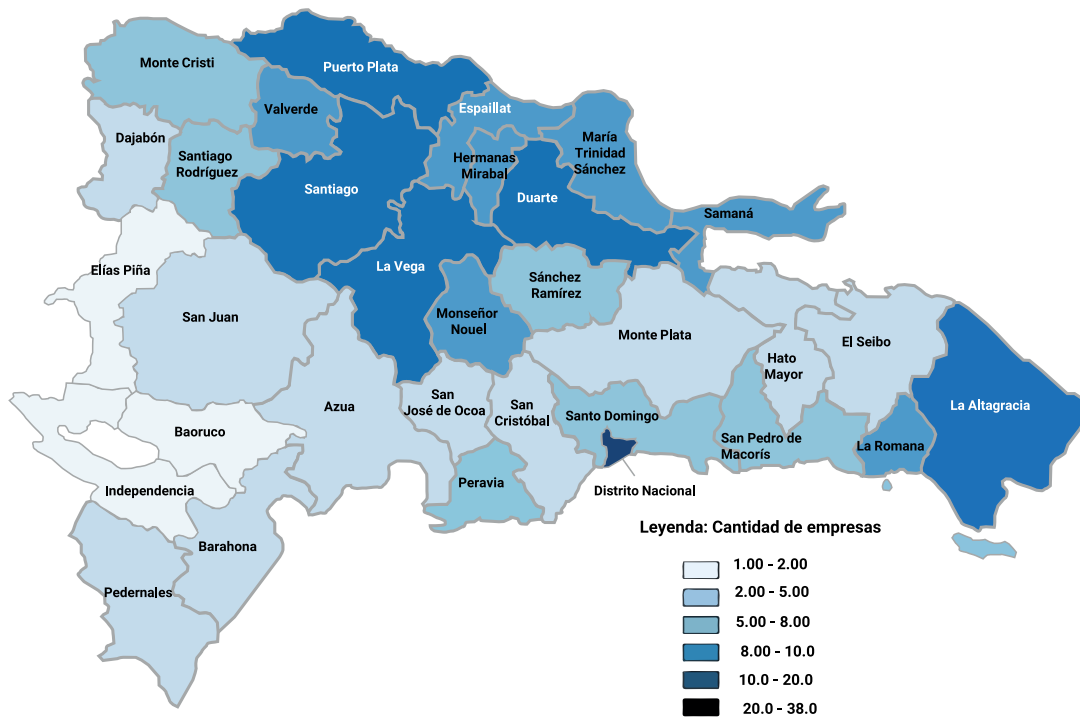 Monte Cristi
Puerto Plata
Valverde
Espaillat
Dajabón
María
Trinidad
Sánchez
Santiago
Rodríguez
Hermanas
Mirabal
Santiago
Duarte
Samaná
Elías Piña
La Vega
Sánchez
Ramírez
San Juan
Monseñor
Nouel
Monte Plata
El Seibo
Hato
Mayor
San
José de Ocoa
Azua
San
Cristóbal
La Altagracia
Santo Domingo
Baoruco
San Pedro de
Macorís
La Romana
Peravia
Independencia
Distrito Nacional
Barahona
Pedernales
Leyenda: Cantidad de empresas
1.00 - 2.00
2.00 - 5.00
5.00 - 8.00
8.00 - 10.0
10.0 - 20.0
20.0 - 38.0